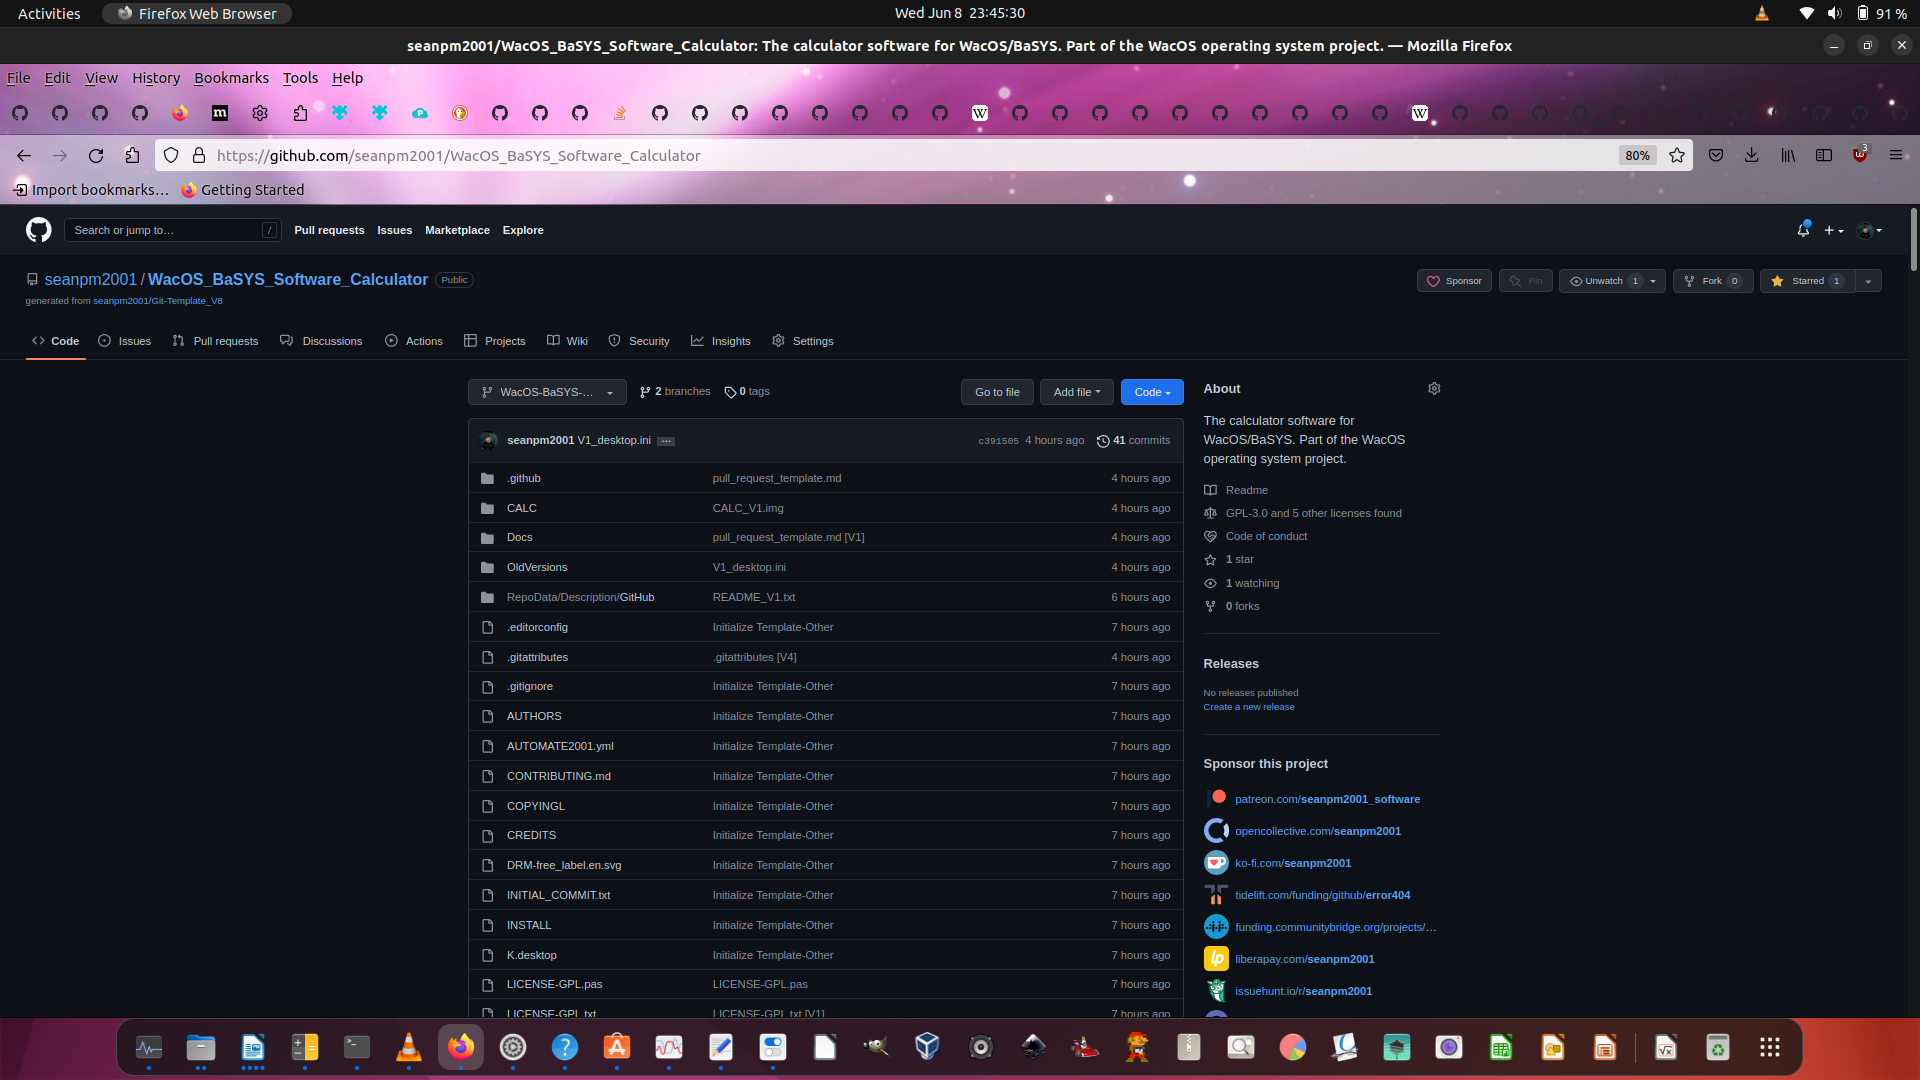 Activities
Firefox Web Browser
Wed Jun 8 23:45:30
91 %
seanpm2001/WacOS_BaSYS_Software_Calculator: The calculator software for WacOS/BaSYS. Part of the WacOS operating system project. — Mozilla Firefox
File Edit View History Bookmarks Tools Help
https://github.com/seanpm2001/WacOS_BaSYS_Software_Calculator
80%
3
Import bookmarks…
Getting Started
Search or jump to…
/
Pull requests
Issues
Marketplace
Explore
seanpm2001 / WacOS_BaSYS_Software_Calculator
Public
generated from seanpm2001/Git-Template_V8
Sponsor
Pin
Unwatch 1
Fork 0
Starred 1
Code
Issues
Pull requests
Discussions
Actions
Projects
Wiki
Security
Insights
Settings
WacOS-BaSYS-...
2 branches
0 tags
Go to file
Add file
Code
seanpm2001 V1_desktop.ini ...
c391505 4 hours ago
41 commits
.github pull_request_template.md 4 hours ago
CALC CALC_V1.img 4 hours ago
Docs pull_request_template.md [V1] 4 hours ago
OldVersions V1_desktop.ini 4 hours ago
RepoData/Description/GitHub README_V1.txt 6 hours ago
.editorconfig Initialize Template-Other 7 hours ago
.gitattributes .gitattributes [V4] 4 hours ago
.gitignore Initialize Template-Other 7 hours ago
AUTHORS Initialize Template-Other 7 hours ago
AUTOMATE2001.yml Initialize Template-Other 7 hours ago
CONTRIBUTING.md Initialize Template-Other 7 hours ago
COPYINGL Initialize Template-Other 7 hours ago
CREDITS Initialize Template-Other 7 hours ago
DRM-free_label.en.svg Initialize Template-Other 7 hours ago
INITIAL_COMMIT.txt Initialize Template-Other 7 hours ago
INSTALL Initialize Template-Other 7 hours ago
K.desktop Initialize Template-Other 7 hours ago
LICENSE-GPL.pas LICENSE-GPL.pas 7 hours ago
LICENSE-GPL.txt LICENSE-GPL.txt [V1] 7 hours ago
About
The calculator software for
WacOS/BaSYS. Part of the WacOS
operating system project.
Readme
GPL-3.0 and 5 other licenses found
Code of conduct
1 star
1 watching
0 forks
Releases
No releases published
Create a new release
Sponsor this project
patreon.com/seanpm2001_software
opencollective.com/seanpm2001
ko-fi.com/seanpm2001
tidelift.com/funding/github/error404
funding.communitybridge.org/projects/...
liberapay.com/seanpm2001
issuehunt.io/r/seanpm2001